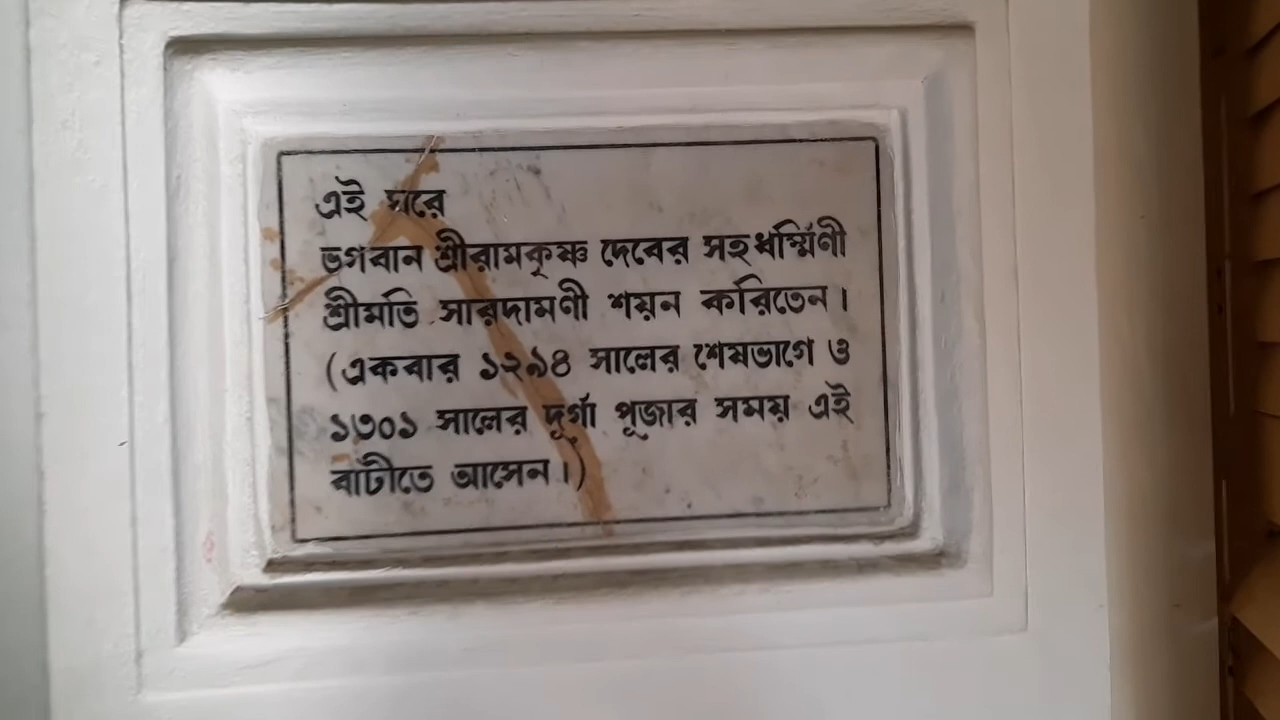 এই ঘরে
ভগবান শ্রীরামকৃষ্ণ দেবের সহধর্ম্মিণী
শ্রীমতি সারদামণী শয়ন করিতেন।
(একবার ১২৯৪ সালের শেষভাগে ও
১৩০১ সালের দূর্গা পূজার সময় এই
বাটীতে আসেন।)